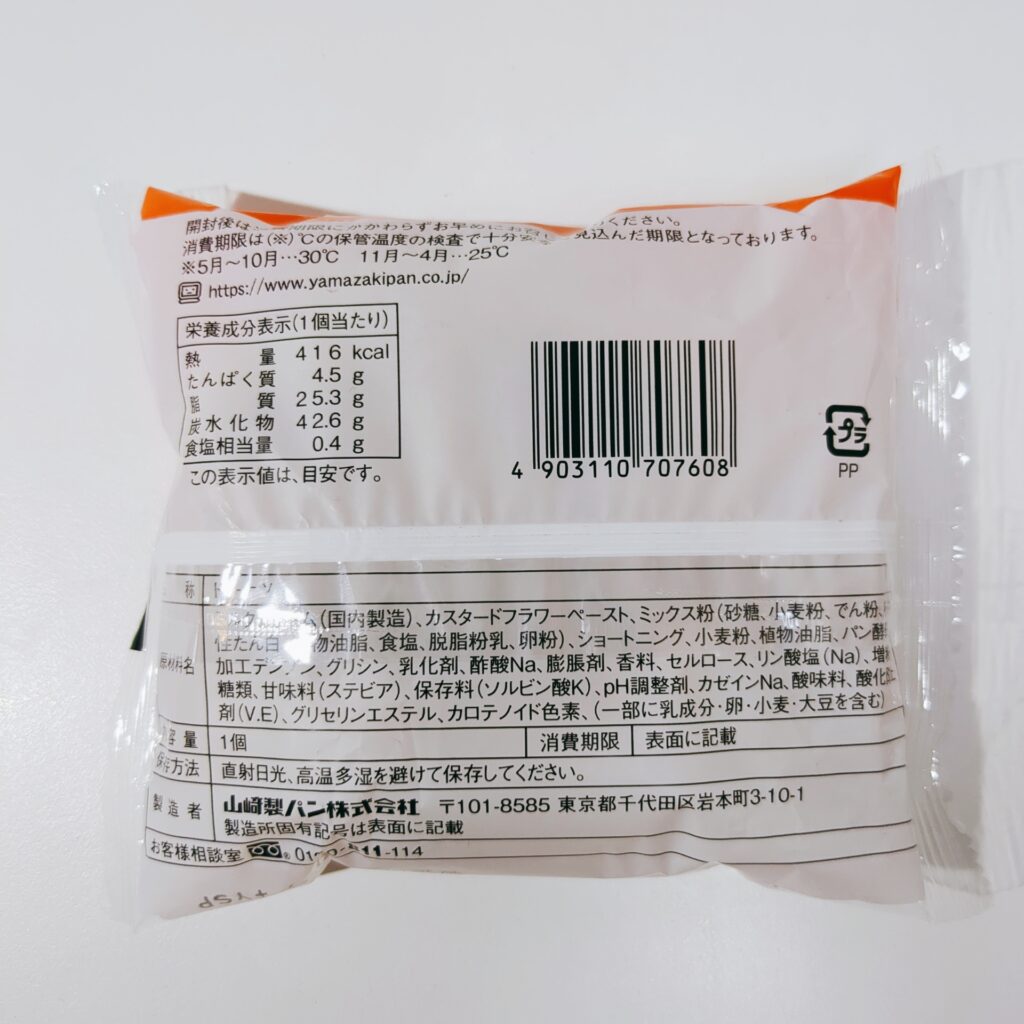 開封後は消費期限にかかわらずお早めにお召 ください。
消費期限は(※)℃の保管温度の検査で十分安 見込んだ期限となっております。
※5月〜10月…30℃ 11月〜4月…25℃
https://www.yamazakipan.co.jp/
栄養成分表示(1個当たり)
熱量 416 kcal
たんぱく質 4.5 g
脂質 25.3 g
炭水化物 42.6 g
食塩相当量 0.4 g
この表示値は、目安です。
4 903110 707608
プラ
PP
称 ド ナ ツ
ム(国内製造)、カスタードフラワーペースト、ミックス粉(砂糖、小麦粉、でん粉、
性たん白 物油脂、食塩、脱脂粉乳、卵粉)、ショートニング、小麦粉、植物油脂、パン酵
原材料名 加工デンプン、グリシン、乳化剤、酢酸Na、膨脹剤、香料、セルロース、リン酸塩(Na)、増
糖類、甘味料(ステビア)、保存料(ソルビン酸K)、pH調整剤、カゼインNa、酸味料、酸化
剤(V.E)、グリセリンエステル、カロテノイド色素、(一部に乳成分・卵・小麦・大豆を含む)
内容量 1個 消費期限 表面に記載
保存方法 直射日光、高温多湿を避けて保存してください。
製造者 山崎製パン株式会社 〒101-8585 東京都千代田区岩本町3-10-1
製造所固有記号は表面に記載
お客様相談室 114